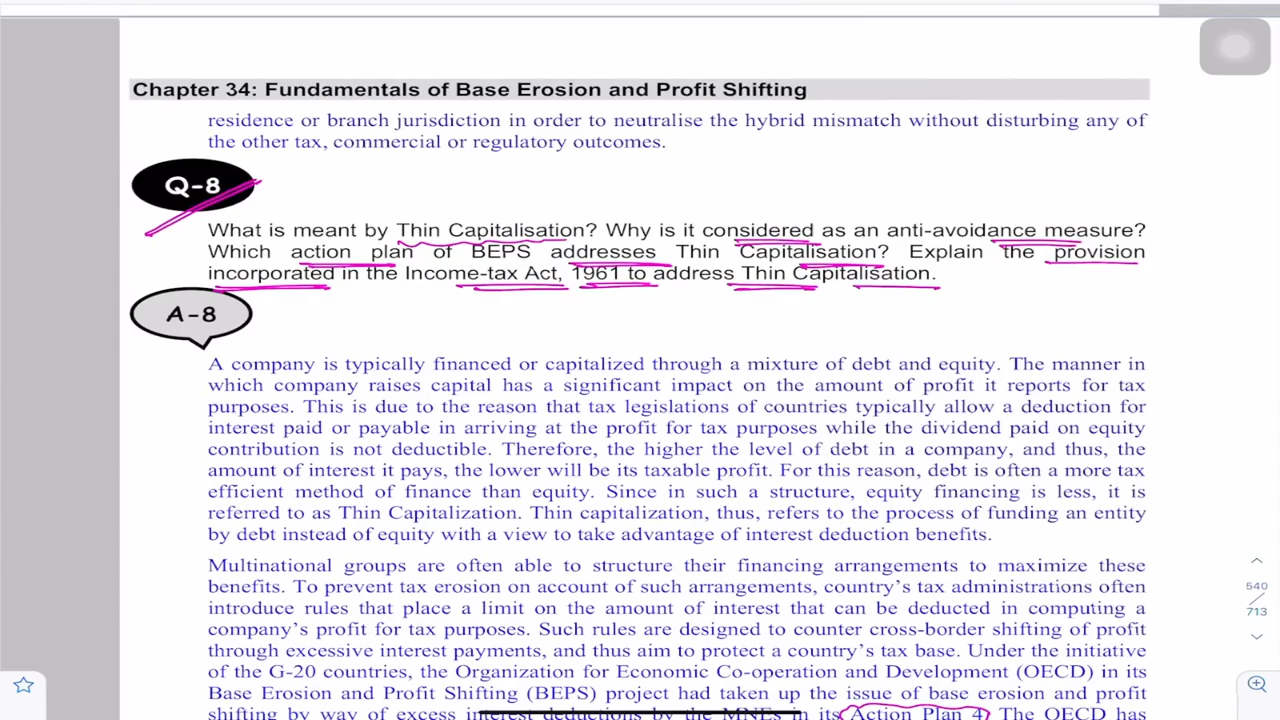 Chapter 34: Fundamentals of Base Erosion and Profit Shifting
residence or branch jurisdiction in order to neutralise the hybrid mismatch without disturbing any of
the other tax, commercial or regulatory outcomes.
Q-8
What is meant by Thin Capitalisation? Why is it considered as an anti-avoidance measure?
Which action plan of BEPS addresses Thin Capitalisation? Explain the provision
incorporated in the Income-tax Act, 1961 to address Thin Capitalisation.
A-8
A company is typically financed or capitalized through a mixture of debt and equity. The manner in
which company raises capital has a significant impact on the amount of profit it reports for tax
purposes. This is due to the reason that tax legislations of countries typically allow a deduction for
interest paid or payable in arriving at the profit for tax purposes while the dividend paid on equity
contribution is not deductible. Therefore, the higher the level of debt in a company, and thus, the
amount of interest it pays, the lower will be its taxable profit. For this reason, debt is often a more tax
efficient method of finance than equity. Since in such a structure, equity financing is less, it is
referred to as Thin Capitalization. Thin capitalization, thus, refers to the process of funding an entity
by debt instead of equity with a view to take advantage of interest deduction benefits.
Multinational groups are often able to structure their financing arrangements to maximize these
benefits. To prevent tax erosion on account of such arrangements, country's tax administrations often
introduce rules that place a limit on the amount of interest that can be deducted in computing a
company's profit for tax purposes. Such rules are designed to counter cross-border shifting of profit
through excessive interest payments, and thus aim to protect a country's tax base. Under the initiative
of the G-20 countries, the Organization for Economic Co-operation and Development (OECD) in its
Base Erosion and Profit Shifting (BEPS) project had taken up the issue of base erosion and profit
shifting by way of excess interest deductions by the MNEs in its Action Plan 4. The OECD has
540
713